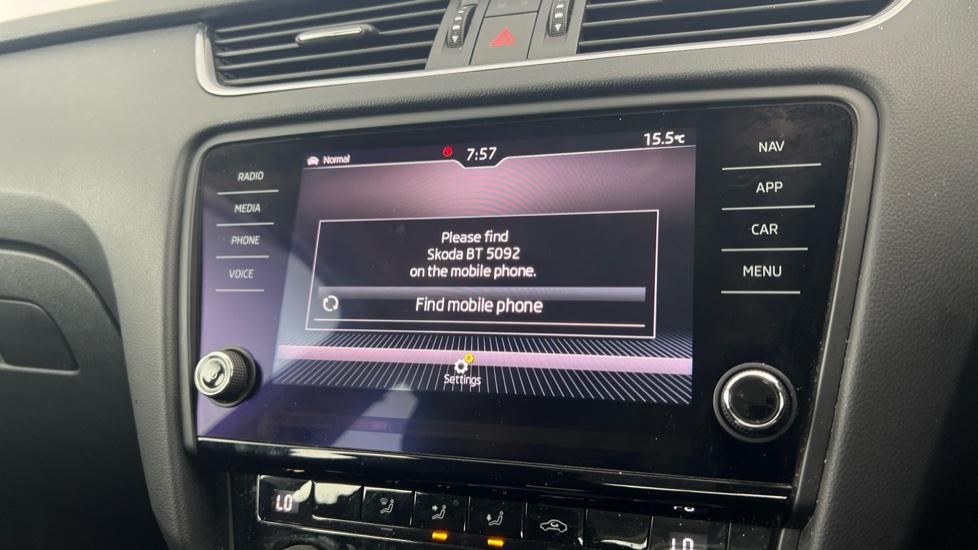 Normal
7:57
15.5°C
RADIO
MEDIA
PHONE
VOICE
NAV
APP
CAR
MENU
Please find
Skoda BT 5092
on the mobile phone.
Find mobile phone
Settings
LO
LO